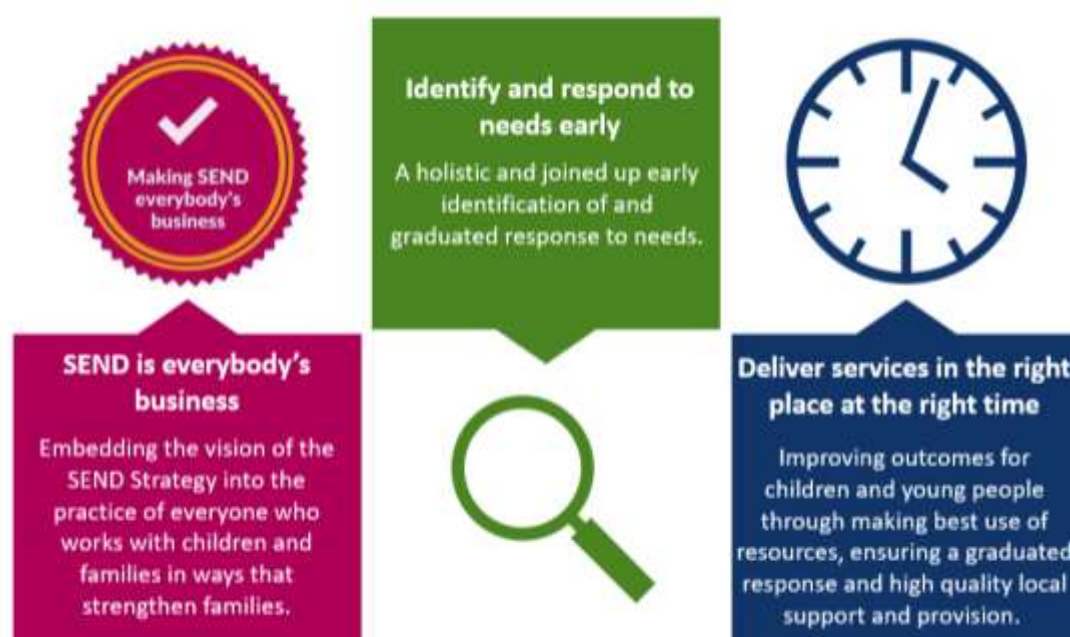 Making SEND
everybody's
business
SEND is everybody's
business
Embedding the vision of the
SEND Strategy into the
practice of everyone who
works with children and
families in ways that
strengthen families.
Identify and respond to
needs early
A holistic and joined up early
identification of and
graduated response to needs.
Deliver services in the right
place at the right time
Improving outcomes for
children and young people
through making best use of
resources, ensuring a graduated
response and high quality local
support and provision.